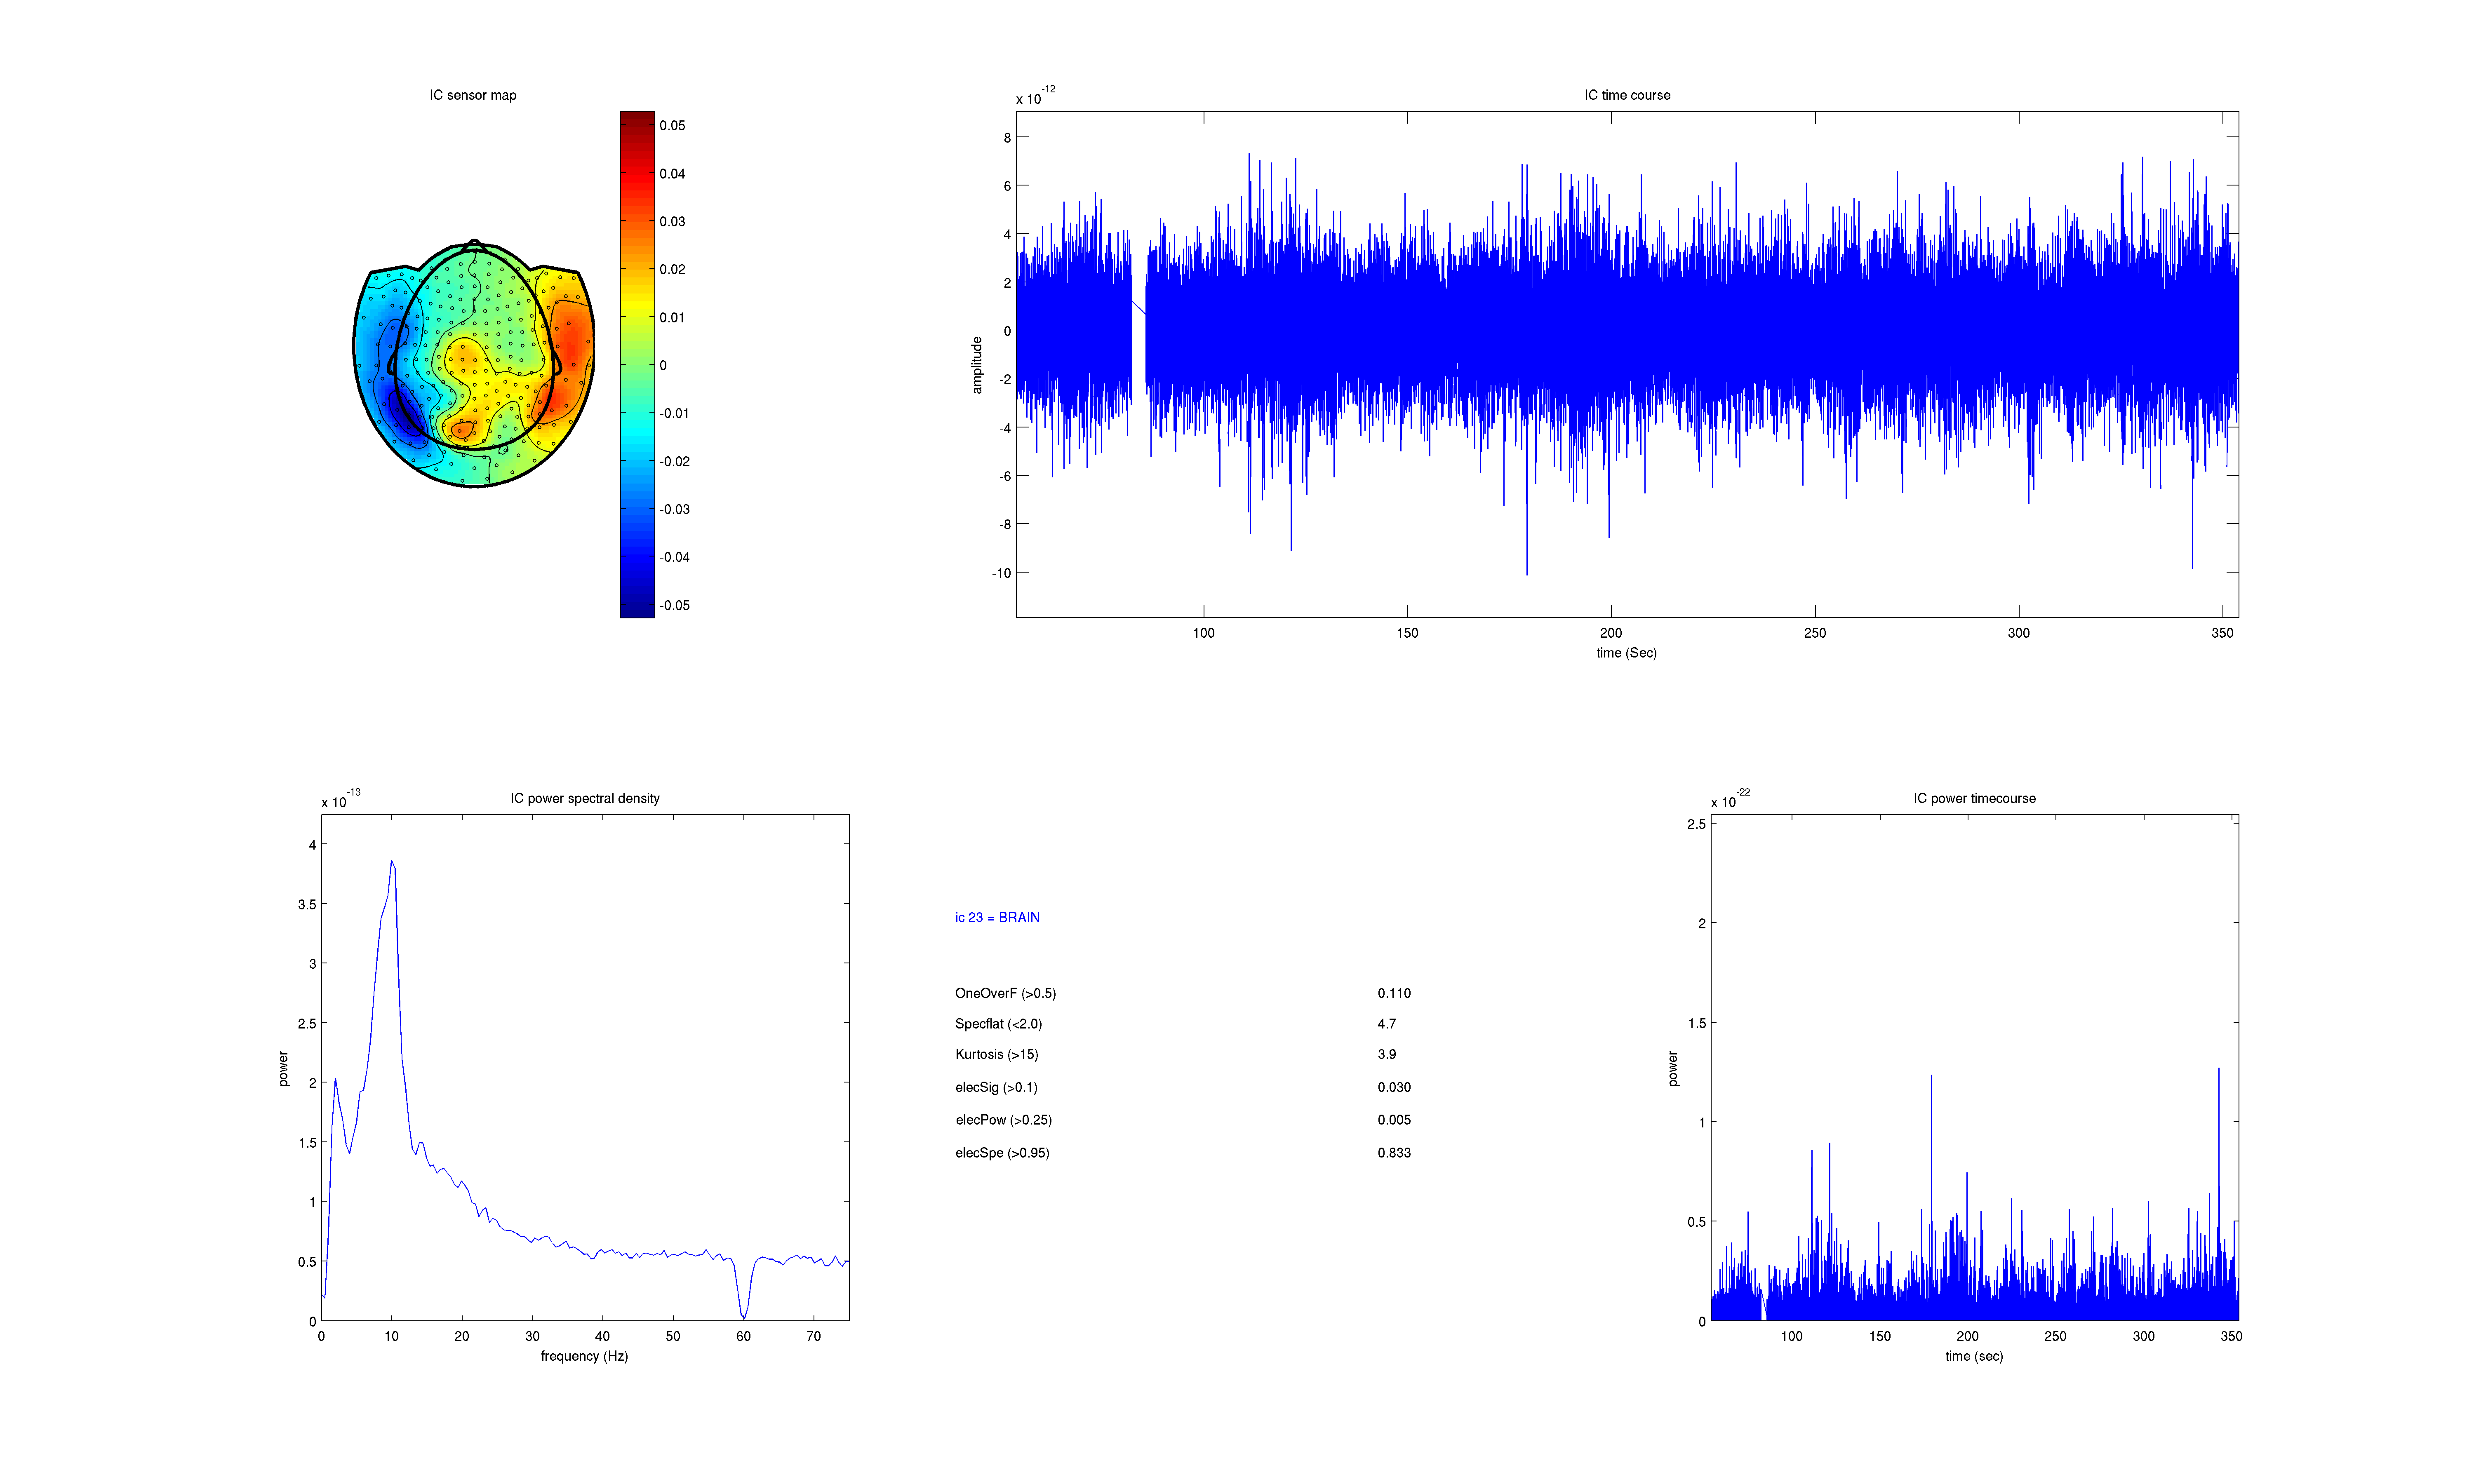 IC sensor map
0.05
0.04
0.03
0.02
0.01
0
-0.01
-0.02
-0.03
-0.04
-0.05
IC time course
x 10-12
8
6
4
2
0
-2
-4
-6
-8
-10
amplitude
100 150 200 250 300 350
time (Sec)
IC power spectral density
x 10-13
4
3.5
3
2.5
2
1.5
1
0.5
0
power
0 10 20 30 40 50 60 70
frequency (Hz)
ic 23 = BRAIN
OneOverF (>0.5) 0.110
Specflat (<2.0) 4.7
Kurtosis (>15) 3.9
elecSig (>0.1) 0.030
elecPow (>0.25) 0.005
elecSpe (>0.95) 0.833
IC power timecourse
x 10-22
2.5
2
1.5
1
0.5
0
power
100 150 200 250 300 350
time (sec)